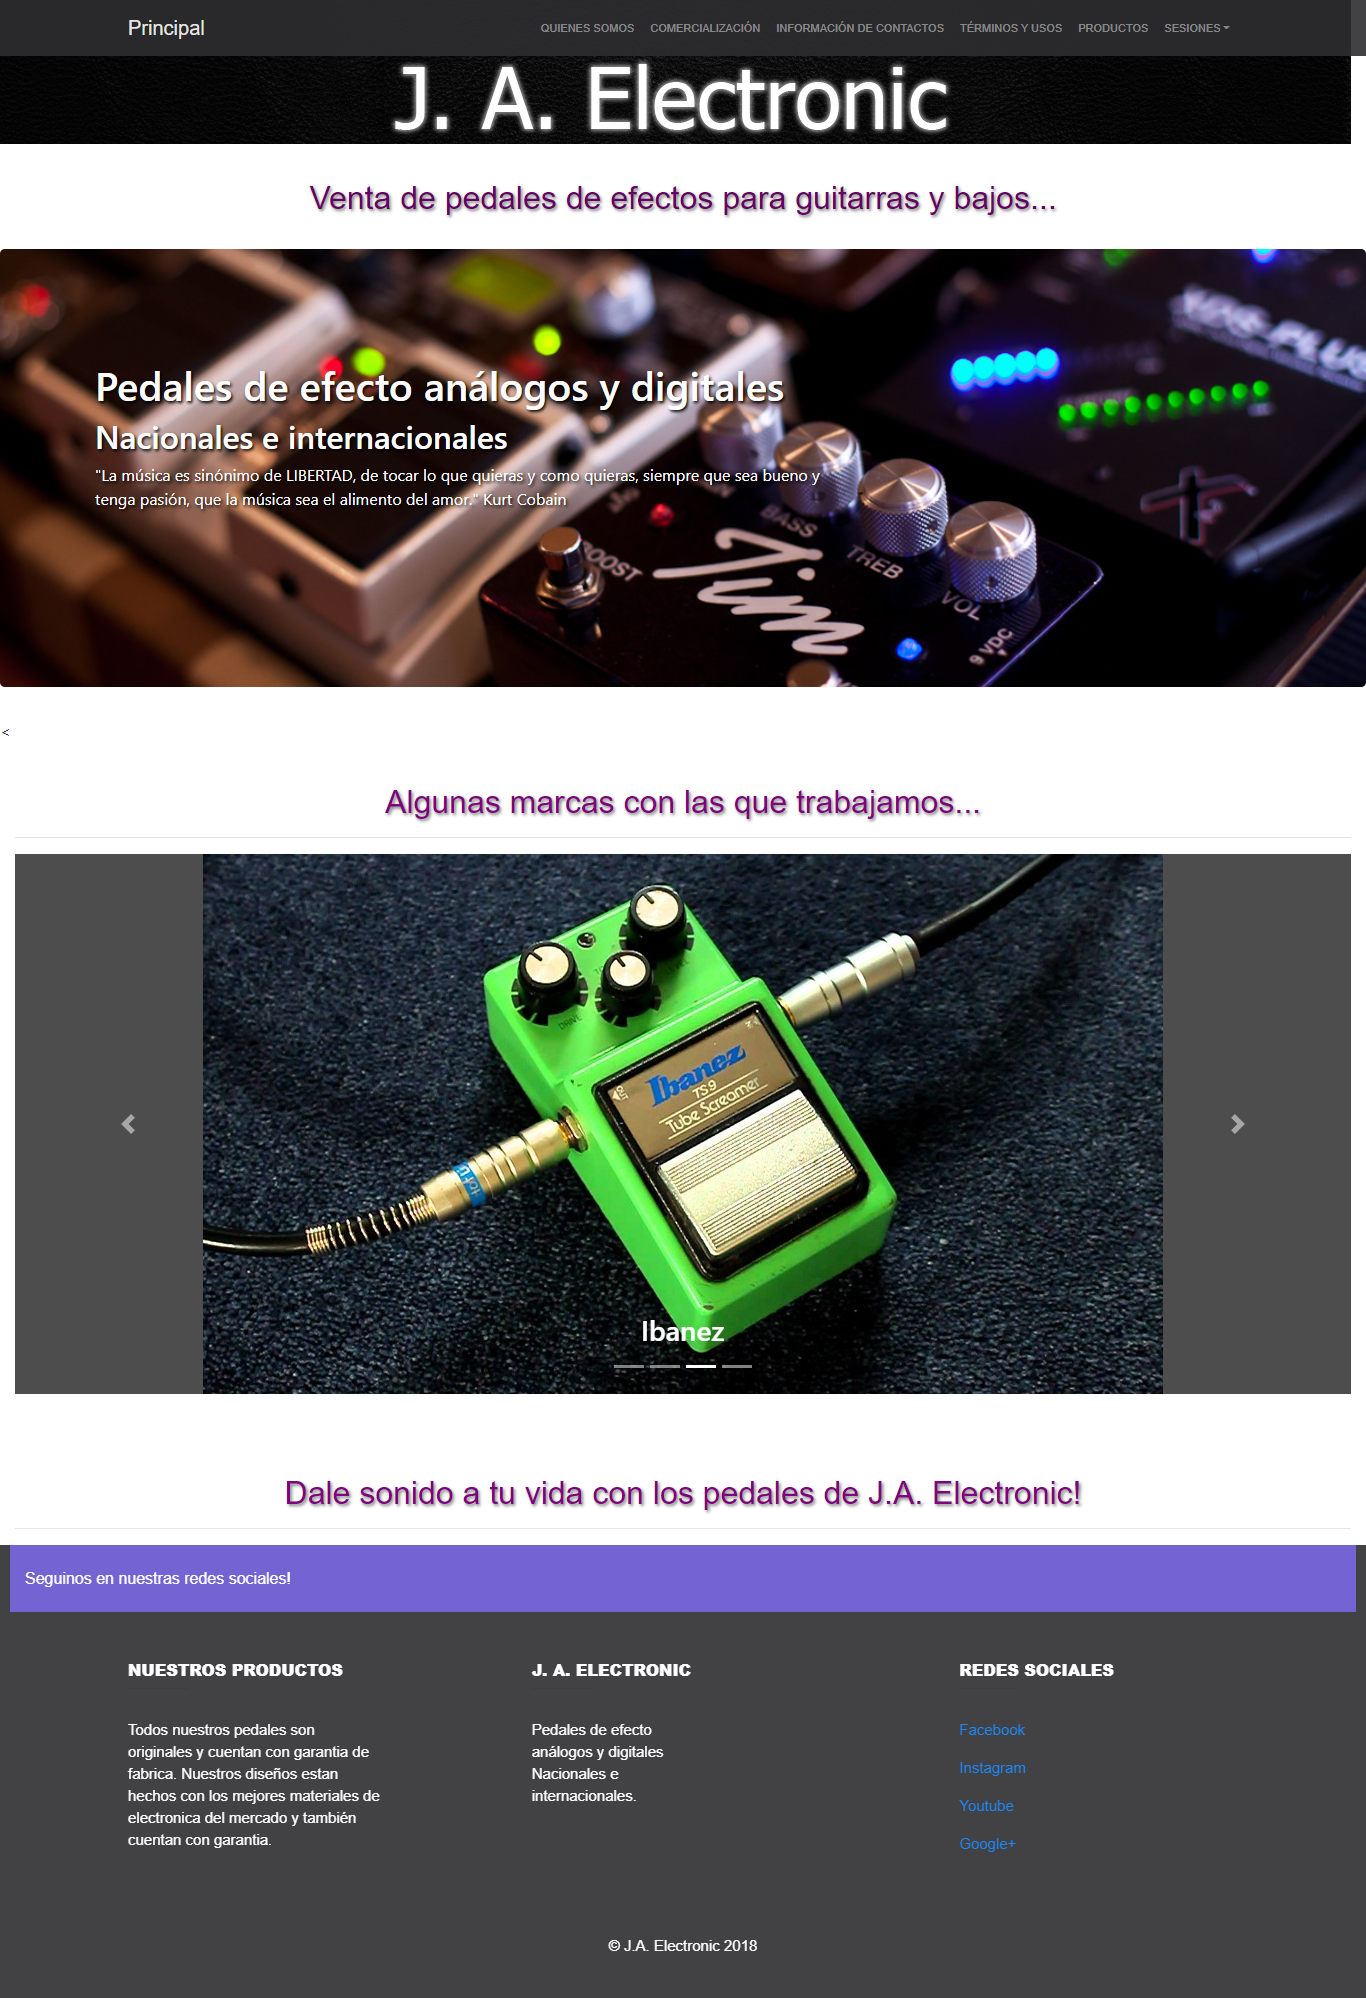 Principal
QUIENES SOMOS COMERCIALIZACIÓN INFORMACIÓN DE CONTACTOS TÉRMINOS Y USOS PRODUCTOS SESIONES
J. A. Electronic
Venta de pedales de efectos para guitarras y bajos...
VDS-PLUS
Pedales de efecto análogos y digitales
Nacionales e internacionales
"La música es sinónimo de LIBERTAD, de tocar lo que quieras y como quieras, siempre que sea bueno y
tenga pasión, que la música sea el alimento del amor." Kurt Cobain
BASS
TREB
VOL
9 VDC
BOOST
Tim
<
Algunas marcas con las que trabajamos...
DRIVE
Ibanez
TS9
Tube Screamer
OUT
Ibanez
Dale sonido a tu vida con los pedales de J.A. Electronic!
Seguinos en nuestras redes sociales!
NUESTROS PRODUCTOS
Todos nuestros pedales son
originales y cuentan con garantia de
fabrica. Nuestros diseños estan
hechos con los mejores materiales de
electronica del mercado y también
cuentan con garantia.
J. A. ELECTRONIC
Pedales de efecto
análogos y digitales
Nacionales e
internacionales.
REDES SOCIALES
Facebook
Instagram
Youtube
Google+
© J.A. Electronic 2018